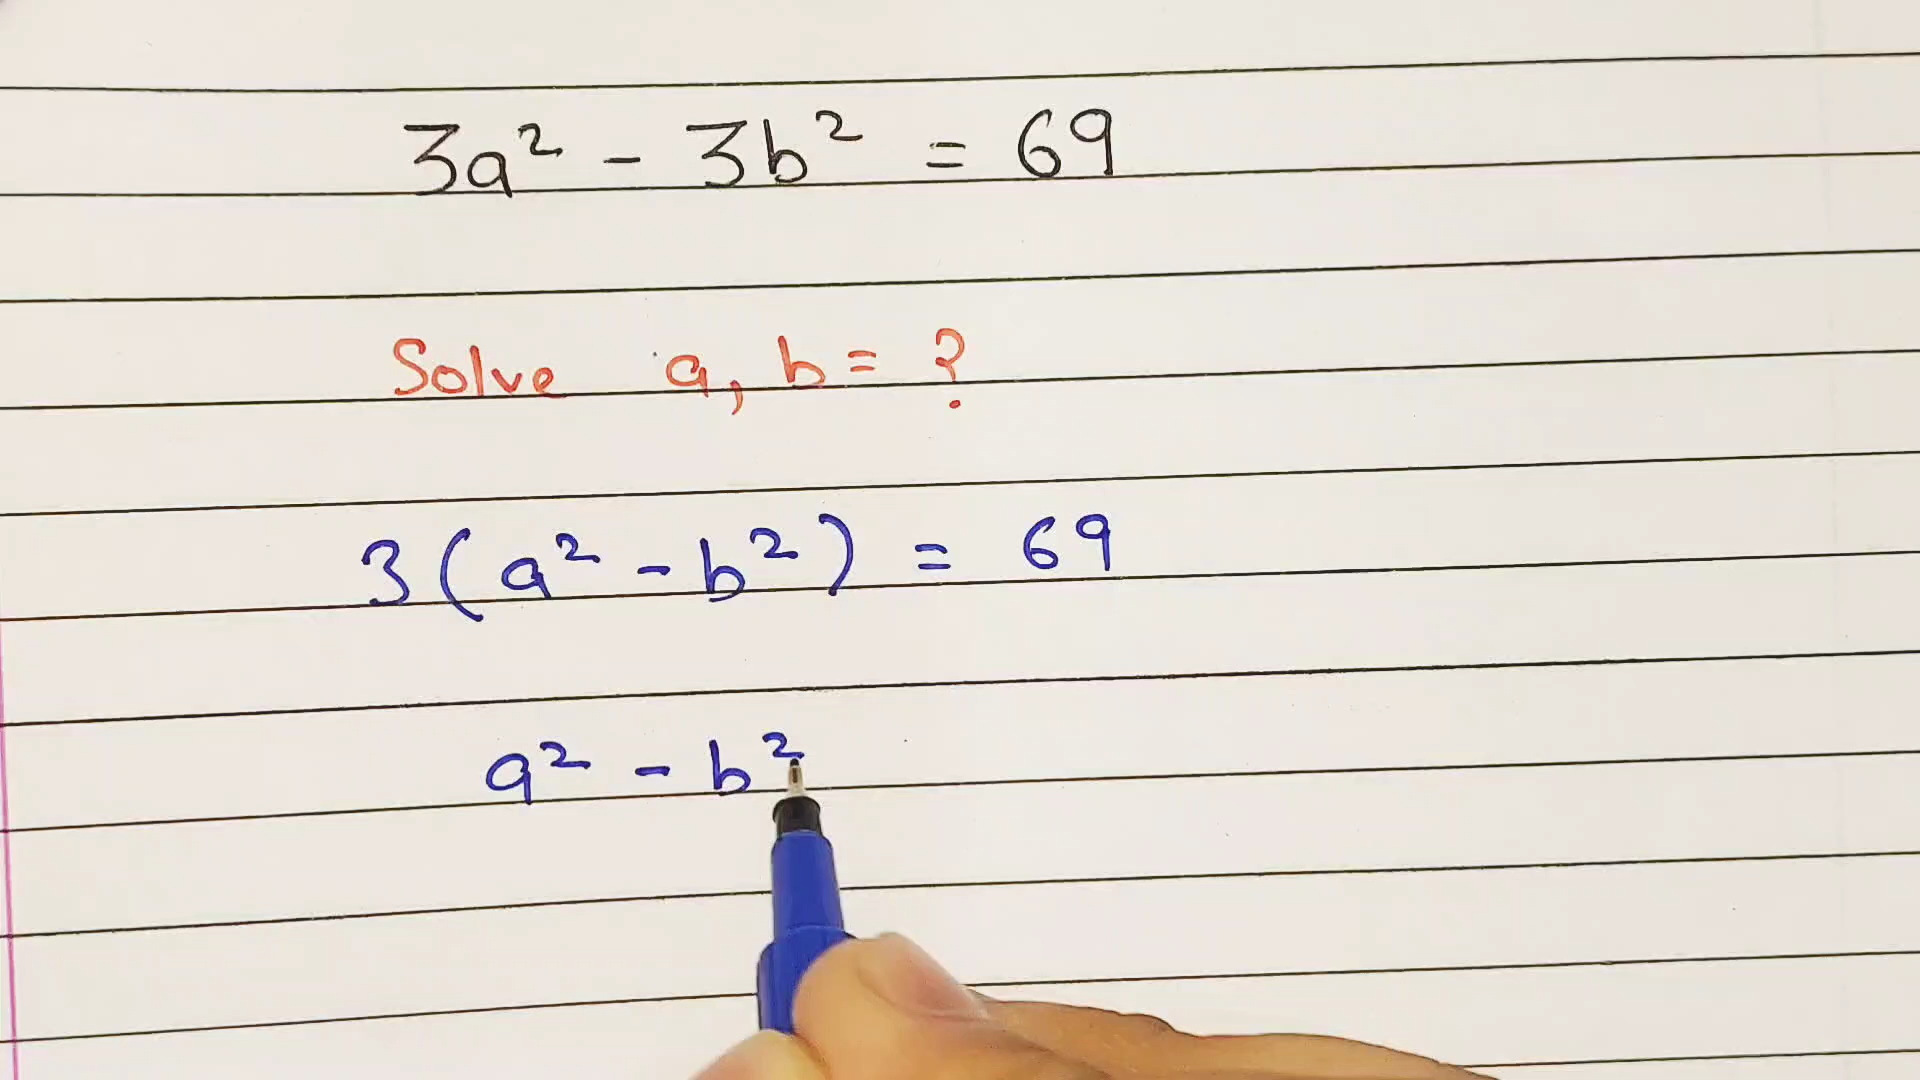 3a² - 3b² = 69
Solve a, b = ?
3(a² - b²) = 69
a² - b²